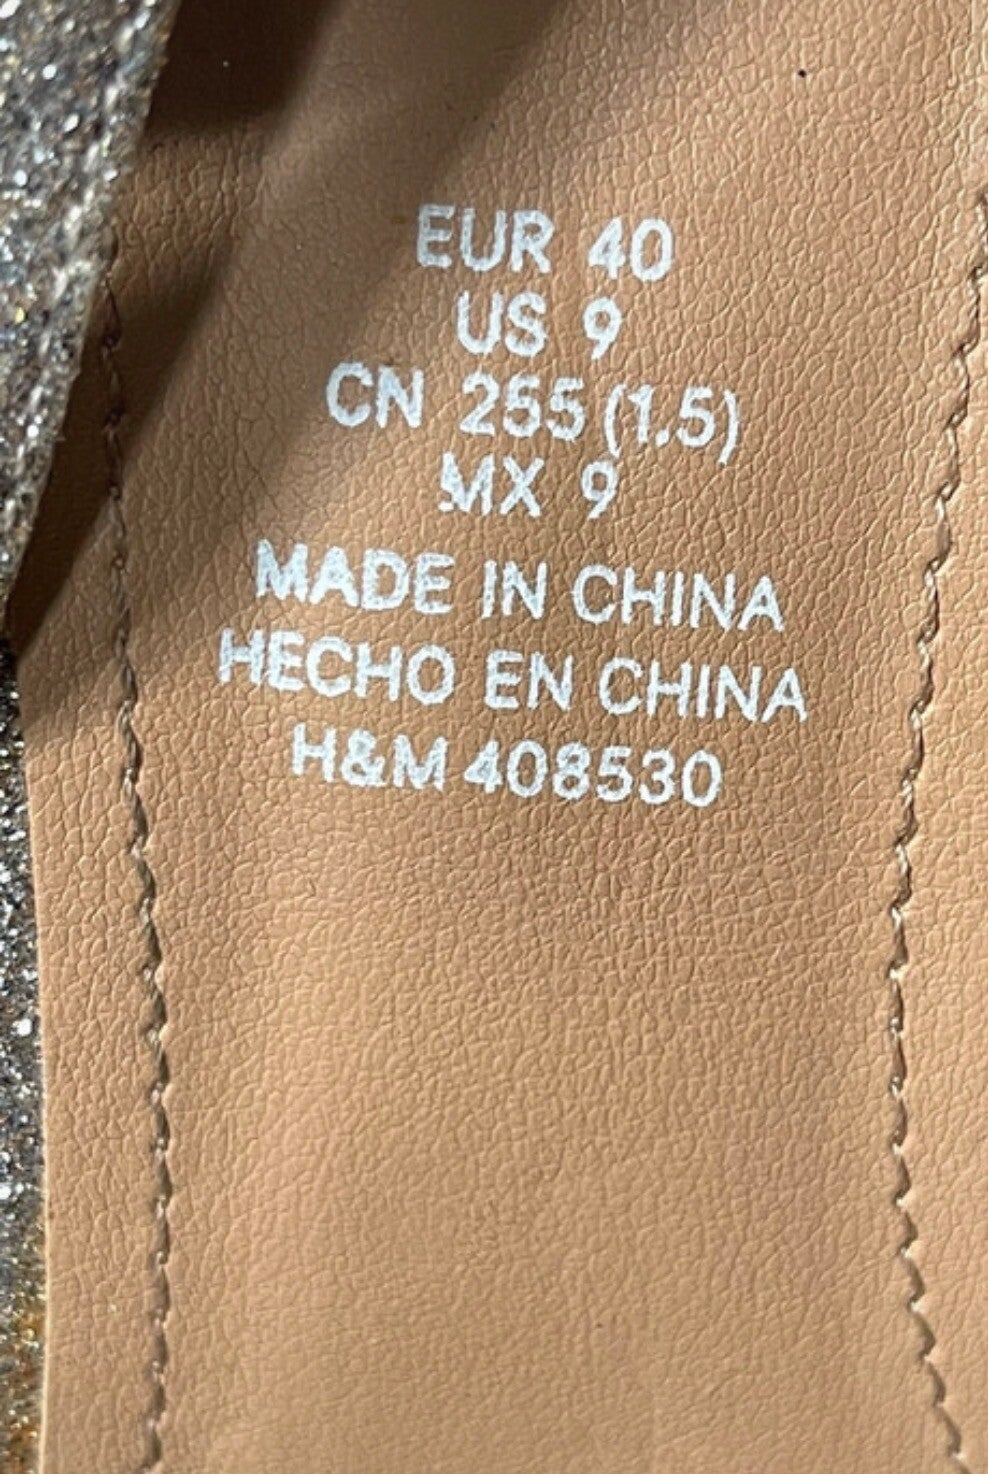 EUR 40
US 9
CN 255 (1.5)
MX 9
MADE IN CHINA
HECHO EN CHINA
H&M 408530